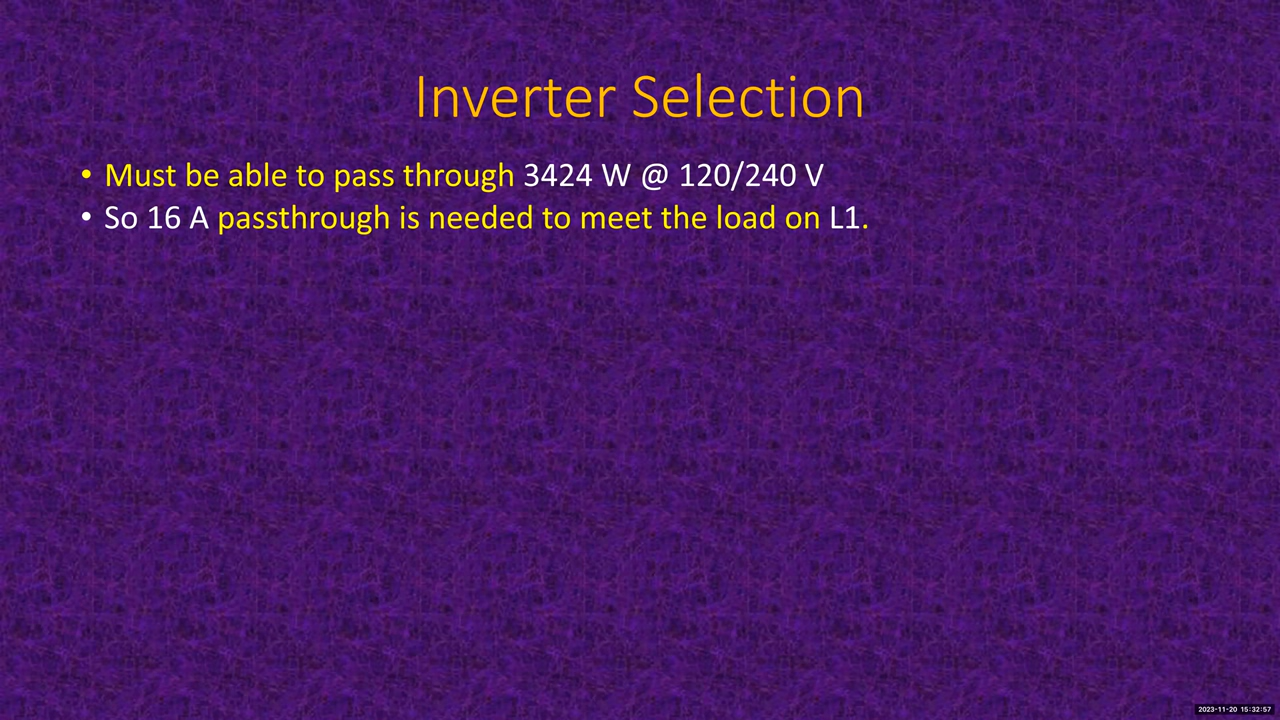 Inverter Selection
• Must be able to pass through 3424 W @ 120/240 V
• So 16 A passthrough is needed to meet the load on L1.
2023-11-20 15:32:57